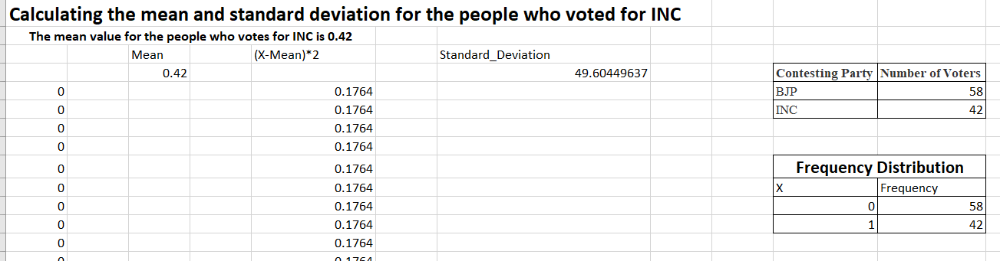 Calculating the mean and standard deviation for the people who voted for INC
The mean value for the people who votes for INC is 0.42
Mean (X-Mean)*2 Standard_Deviation
0.42 49.60449637 Contesting Party Number of Voters
0 0.1764 BJP 58
0 0.1764 INC 42
0 0.1764
0 0.1764
0 0.1764 Frequency Distribution
0 0.1764 X Frequency
0 0.1764 0 58
0 0.1764 1 42
0 0.1764
0 0.1764